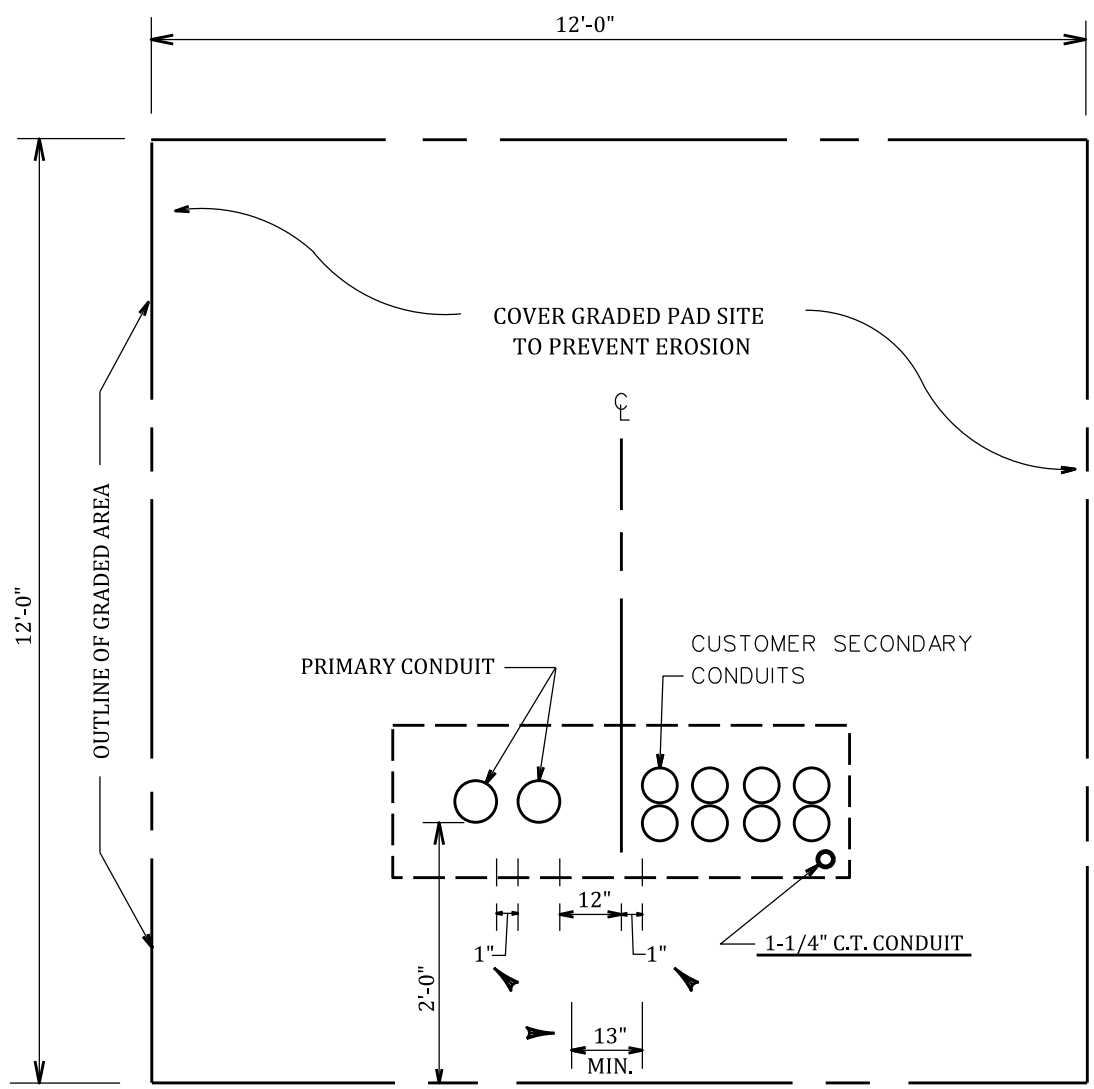 12'-0"
COVER GRADED PAD SITE
TO PREVENT EROSION
℄
OUTLINE OF GRADED AREA
12'-0"
CUSTOMER SECONDARY
CONDUITS
PRIMARY CONDUIT
12"
1"
1"
1-1/4" C.T. CONDUIT
2'-0"
13"
MIN.